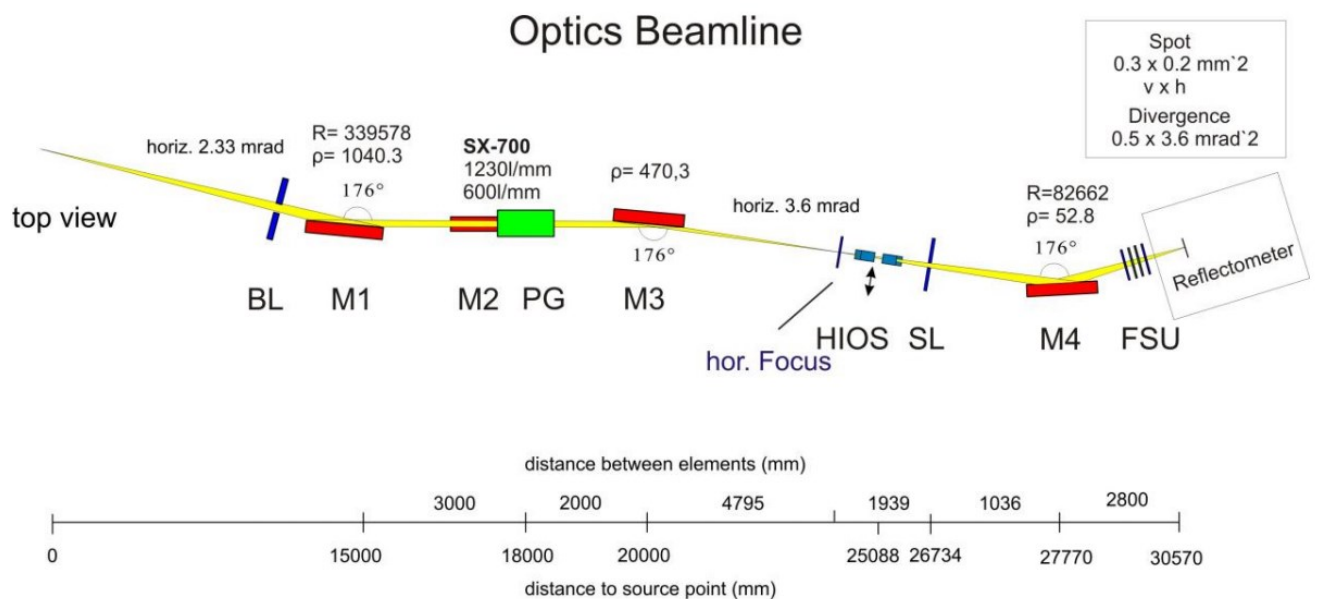 Optics Beamline
Spot
0.3 x 0.2 mm`2
v x h
Divergence
0.5 x 3.6 mrad`2
horiz. 2.33 mrad
R= 339578
ρ= 1040.3
176°
SX-700
1230l/mm
600l/mm
ρ= 470,3
176°
horiz. 3.6 mrad
R=82662
ρ= 52.8
176°
Reflectometer
top view
BL
M1
M2
PG
M3
hor. Focus
HIOS
SL
M4
FSU
distance between elements (mm)
3000
2000
4795
1939
1036
2800
0
15000
18000
20000
25088
26734
27770
30570
distance to source point (mm)